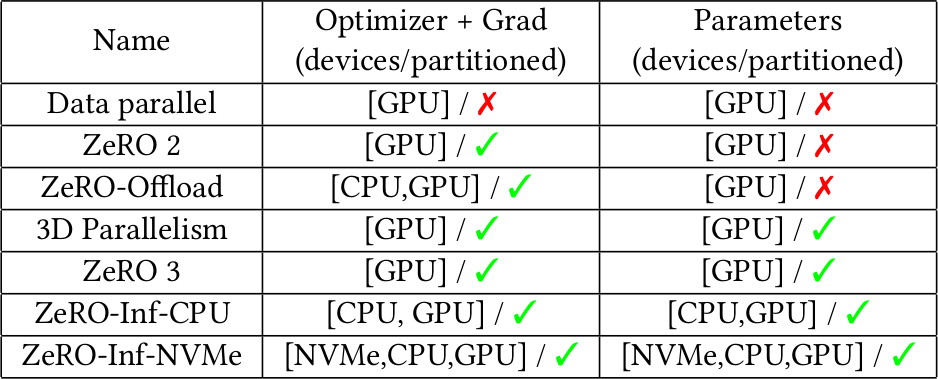 Name Optimizer + Grad (devices/partitioned) Parameters (devices/partitioned)
Data parallel [GPU] / ✗ [GPU] / ✗
ZeRO 2 [GPU] / ✓ [GPU] / ✗
ZeRO-Offload [CPU,GPU] / ✓ [GPU] / ✗
3D Parallelism [GPU] / ✓ [GPU] / ✓
ZeRO 3 [GPU] / ✓ [GPU] / ✓
ZeRO-Inf-CPU [CPU, GPU] / ✓ [CPU,GPU] / ✓
ZeRO-Inf-NVMe [NVMe,CPU,GPU] / ✓ [NVMe,CPU,GPU] / ✓